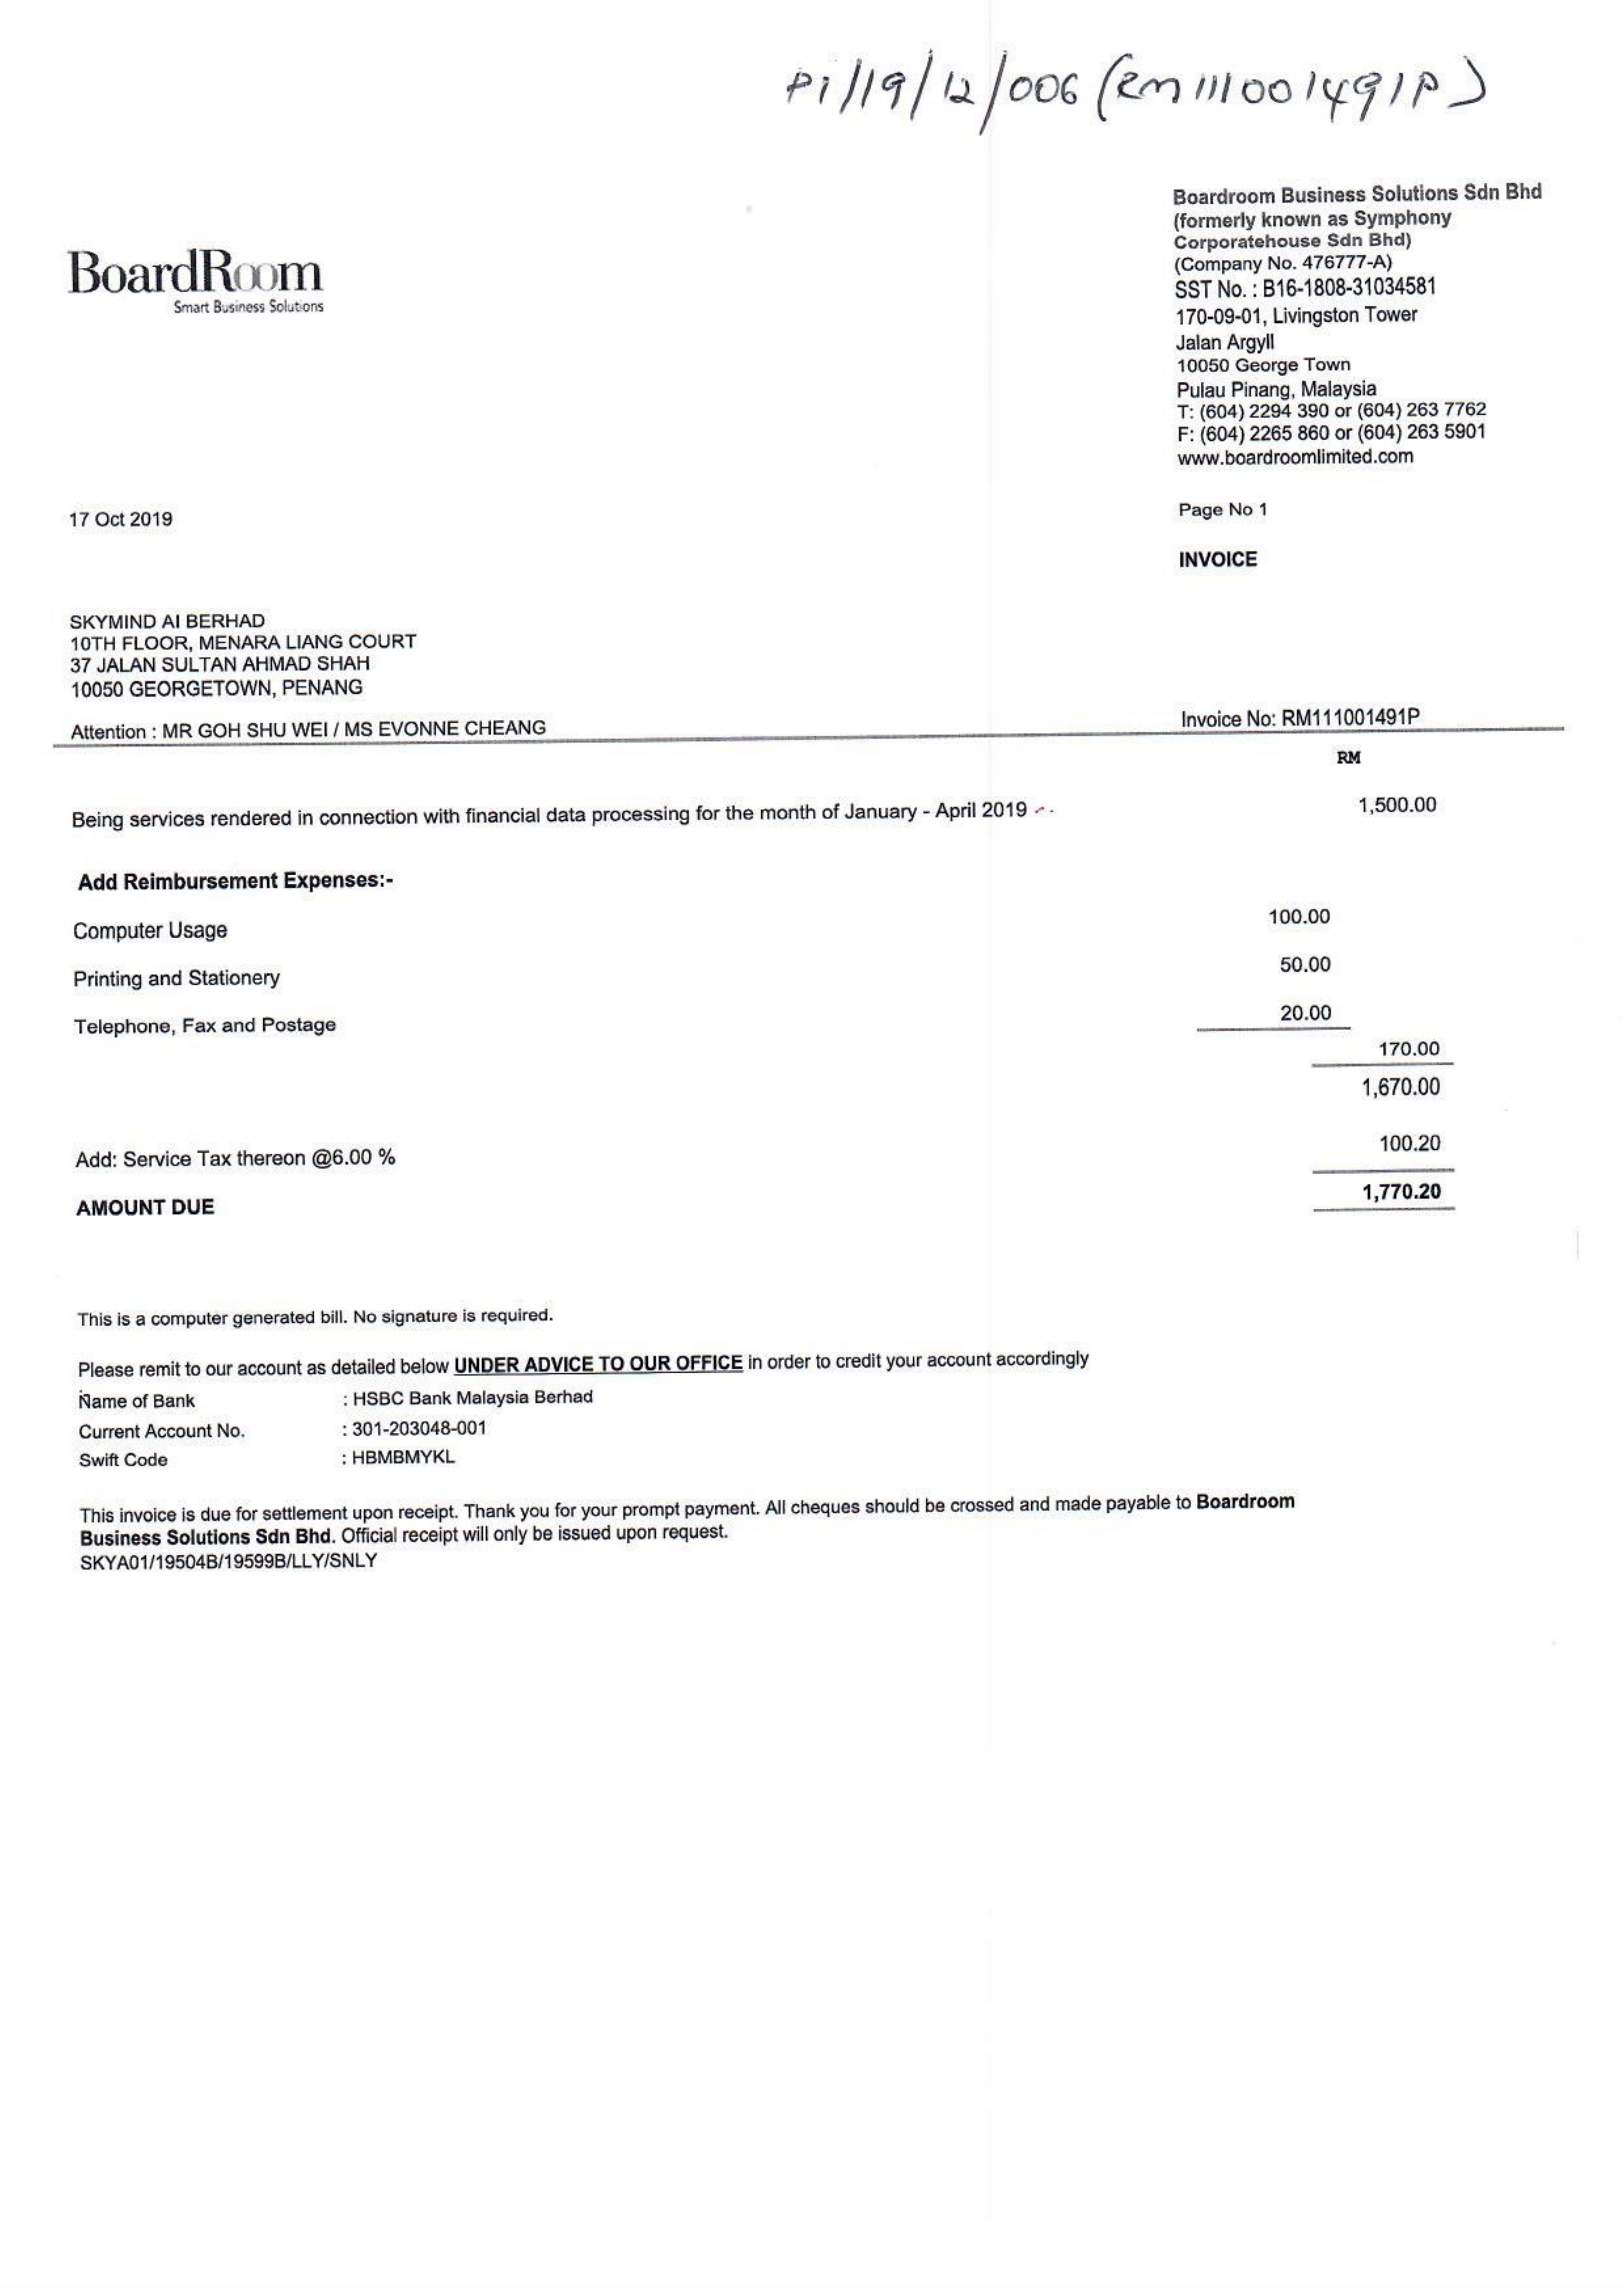 Pi/19/12/006 (RM111001491P)
Boardroom Business Solutions Sdn Bhd
(formerly known as Symphony
Corporatehouse Sdn Bhd)
(Company No. 476777-A)
SST No. : B16-1808-31034581
170-09-01, Livingston Tower
Jalan Argyll
10050 George Town
Pulau Pinang, Malaysia
T: (604) 2294 390 or (604) 263 7762
F: (604) 2265 860 or (604) 263 5901
www.boardroomlimited.com
BoardRoom
Smart Business Solutions
17 Oct 2019
Page No 1
INVOICE
SKYMIND AI BERHAD
10TH FLOOR, MENARA LIANG COURT
37 JALAN SULTAN AHMAD SHAH
10050 GEORGETOWN, PENANG
Attention : MR GOH SHU WEI / MS EVONNE CHEANG
Invoice No: RM111001491P
RM
Being services rendered in connection with financial data processing for the month of January - April 2019 1,500.00
Add Reimbursement Expenses:-
Computer Usage 100.00
Printing and Stationery 50.00
Telephone, Fax and Postage 20.00
170.00
1,670.00
Add: Service Tax thereon @6.00 % 100.20
AMOUNT DUE 1,770.20
This is a computer generated bill. No signature is required.
Please remit to our account as detailed below UNDER ADVICE TO OUR OFFICE in order to credit your account accordingly
Name of Bank : HSBC Bank Malaysia Berhad
Current Account No. : 301-203048-001
Swift Code : HBMBMYKL
This invoice is due for settlement upon receipt. Thank you for your prompt payment. All cheques should be crossed and made payable to Boardroom
Business Solutions Sdn Bhd. Official receipt will only be issued upon request.
SKYA01/19504B/19599B/LLY/SNLY